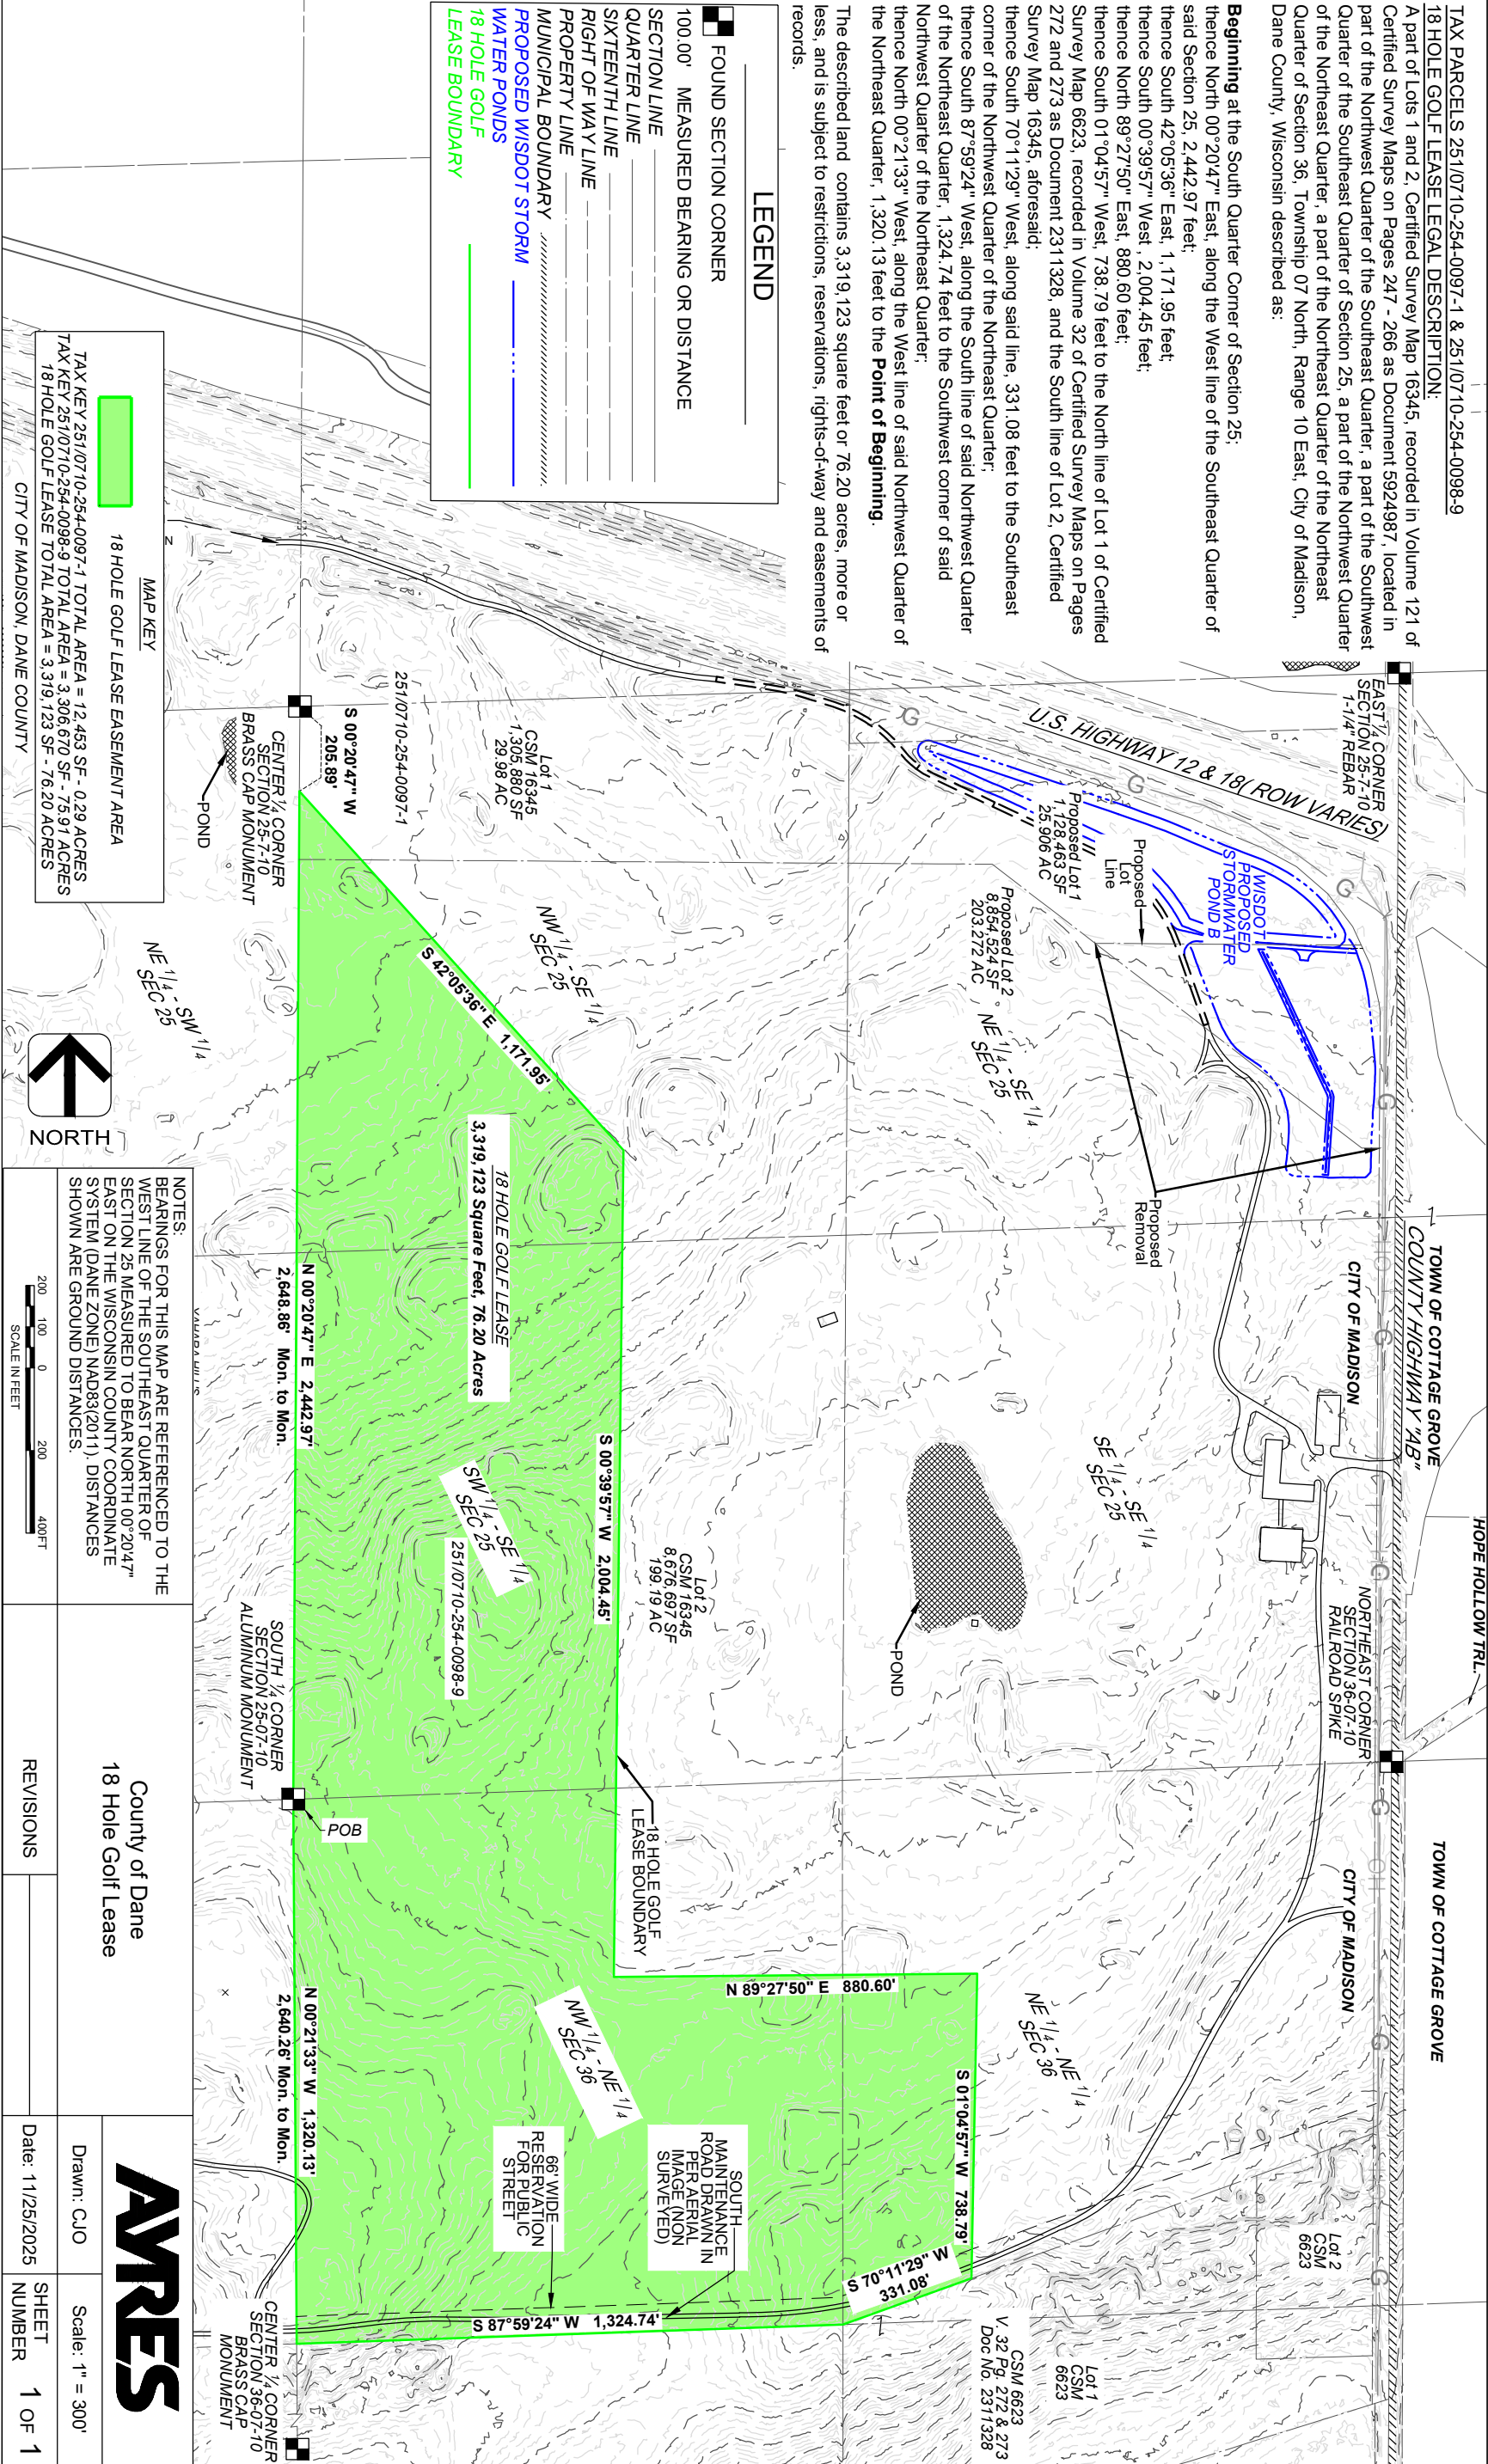 TAX PARCELS 251/0710-254-0097-1 & 251/0710-254-0098-9
18 HOLE GOLF LEASE LEGAL DESCRIPTION:
A part of Lots 1 and 2, Certified Survey Map 16345, recorded in Volume 121 of
Certified Survey Maps on Pages 247 - 266 as Document 5924987, located in
part of the Northwest Quarter of the Southeast Quarter, a part of the Southwest
Quarter of the Southeast Quarter of Section 25, a part of the Northwest Quarter
of the Northeast Quarter, a part of the Northeast Quarter of the Northeast
Quarter of Section 36, Township 07 North, Range 10 East, City of Madison,
Dane County, Wisconsin described as:
Beginning at the South Quarter Corner of Section 25;
thence North 00°20'47" East, along the West line of the Southeast Quarter of
said Section 25, 2,442.97 feet;
thence South 42°05'36" East, 1,171.95 feet;
thence South 00°39'57" West , 2,004.45 feet;
thence North 89°27'50" East, 880.60 feet;
thence South 01°04'57" West, 738.79 feet to the North line of Lot 1 of Certified
Survey Map 6623, recorded in Volume 32 of Certified Survey Maps on Pages
272 and 273 as Document 2311328, and the South line of Lot 2, Certified
Survey Map 16345, aforesaid;
thence South 70°11'29" West, along said line, 331.08 feet to the Southeast
corner of the Northwest Quarter of the Northeast Quarter;
thence South 87°59'24" West, along the South line of said Northwest Quarter
of the Northeast Quarter, 1,324.74 feet to the Southwest corner of said
Northwest Quarter of the Northeast Quarter;
thence North 00°21'33" West, along the West line of said Northwest Quarter of
the Northeast Quarter, 1,320.13 feet to the Point of Beginning.
The described land contains 3,319,123 square feet or 76.20 acres, more or
less, and is subject to restrictions, reservations, rights-of-way and easements of
records.
LEGEND
FOUND SECTION CORNER
100.00' MEASURED BEARING OR DISTANCE
SECTION LINE
QUARTER LINE
SIXTEENTH LINE
RIGHT OF WAY LINE
PROPERTY LINE
MUNICIPAL BOUNDARY
PROPOSED WISDOT STORM
WATER PONDS
18 HOLE GOLF
LEASE BOUNDARY
MAP KEY
18 HOLE GOLF LEASE EASEMENT AREA
TAX KEY 251/0710-254-0097-1 TOTAL AREA = 12,453 SF - 0.29 ACRES
TAX KEY 251/0710-254-0098-9 TOTAL AREA = 3,306,670 SF - 75.91 ACRES
18 HOLE GOLF LEASE TOTAL AREA = 3,319,123 SF - 76.20 ACRES
CITY OF MADISON, DANE COUNTY
N
EAST 1/4 CORNER
SECTION 25-7-10
1-1/4" REBAR
U.S. HIGHWAY 12 & 18( ROW VARIES)
G
G
G
G
WISDOT
PROPOSED
STORMWATER
POND B
Proposed
Lot
Line
Proposed Lot 1
1,128,463 SF
25.906 AC
Proposed Lot 2
8,854,524 SF
203.272 AC
NE 1/4 - SE 1/4
SEC 25
Proposed
Removal
Lot 1
CSM 16345
1,305,880 SF
29.98 AC
251/0710-254-0097-1
S 00°20'47" W
205.89'
CENTER 1/4 CORNER
SECTION 25-7-10
BRASS CAP MONUMENT
POND
NW 1/4 - SE 1/4
SEC 25
NE 1/4 - SW 1/4
SEC 25
S 42°05'36" E 1,171.95'
TOWN OF COTTAGE GROVE
COUNTY HIGHWAY "AB"
CITY OF MADISON
HOPE HOLLOW TRL.
NORTHEAST CORNER
SECTION 36-07-10
RAILROAD SPIKE
SE 1/4 - SE 1/4
SEC 25
POND
Lot 2
CSM 16345
8,676,697 SF
199.19 AC
18 HOLE GOLF LEASE
3,319,123 Square Feet, 76.20 Acres
S 00°39'57" W 2,004.45'
SW 1/4 - SE 1/4
SEC 25
251/0710-254-0098-9
N 00°20'47" E 2,442.97'
2,648.86' Mon. to Mon.
SOUTH 1/4 CORNER
SECTION 25-07-10
ALUMINUM MONUMENT
POB
18 HOLE GOLF
LEASE BOUNDARY
TOWN OF COTTAGE GROVE
CITY OF MADISON
G
OH
G
NE 1/4 - NE 1/4
SEC 36
N 89°27'50" E 880.60'
S 01°04'57" W 738.79'
NW 1/4 - NE 1/4
SEC 36
SOUTH
MAINTENANCE
ROAD DRAWN IN
PER AERIAL
IMAGE (NON
SURVEYED)
66' WIDE
RESERVATION
FOR PUBLIC
STREET
S 70°11'29" W
331.08'
S 87°59'24" W 1,324.74'
N 00°21'33" W 1,320.13'
2,640.26' Mon. to Mon.
Lot 2
CSM
6623
Lot 1
CSM
6623
CSM 6623
V. 32 Pg. 272 & 273
Doc No. 2311328
CENTER 1/4 CORNER
SECTION 36-07-10
BRASS CAP
MONUMENT
NORTH
NOTES:
BEARINGS FOR THIS MAP ARE REFERENCED TO THE
WEST LINE OF THE SOUTHEAST QUARTER OF
SECTION 25 MEASURED TO BEAR NORTH 00°20'47"
EAST ON THE WISCONSIN COUNTY COORDINATE
SYSTEM (DANE ZONE) NAD83(2011). DISTANCES
SHOWN ARE GROUND DISTANCES.
200 100 0 200 400FT
SCALE IN FEET
County of Dane
18 Hole Golf Lease
REVISIONS
AYRES
Drawn: CJO
Scale: 1" = 300'
Date: 11/25/2025
SHEET
NUMBER
1 OF 1